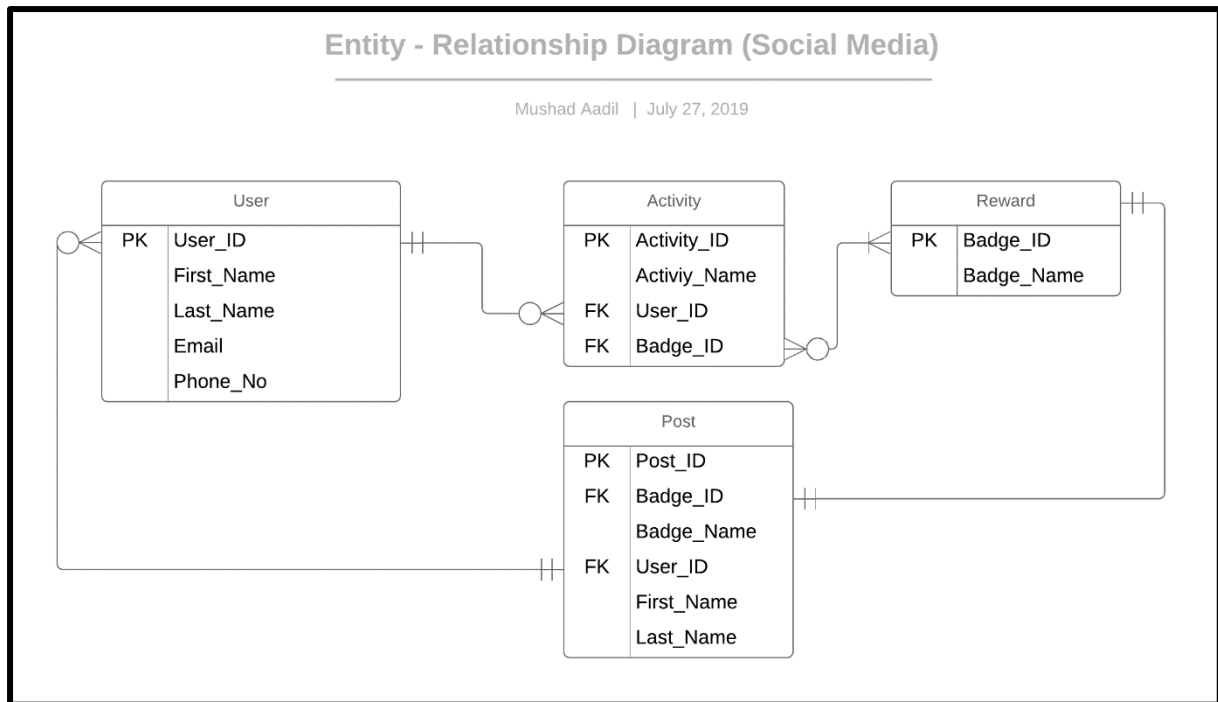 Entity - Relationship Diagram (Social Media)
Mushad Aadil | July 27, 2019
User
PK User_ID
First_Name
Last_Name
Email
Phone_No
Activity
PK Activity_ID
Activiy_Name
FK User_ID
FK Badge_ID
Reward
PK Badge_ID
Badge_Name
Post
PK Post_ID
FK Badge_ID
Badge_Name
FK User_ID
First_Name
Last_Name